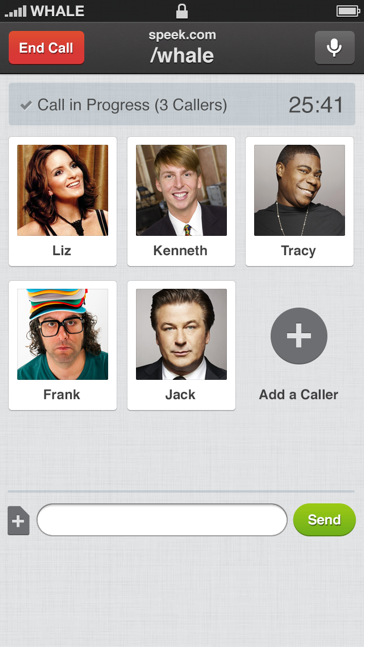 WHALE
End Call
speek.com
/whale
Call in Progress (3 Callers)
25:41
Liz
Kenneth
Tracy
Frank
Jack
Add a Caller
Send